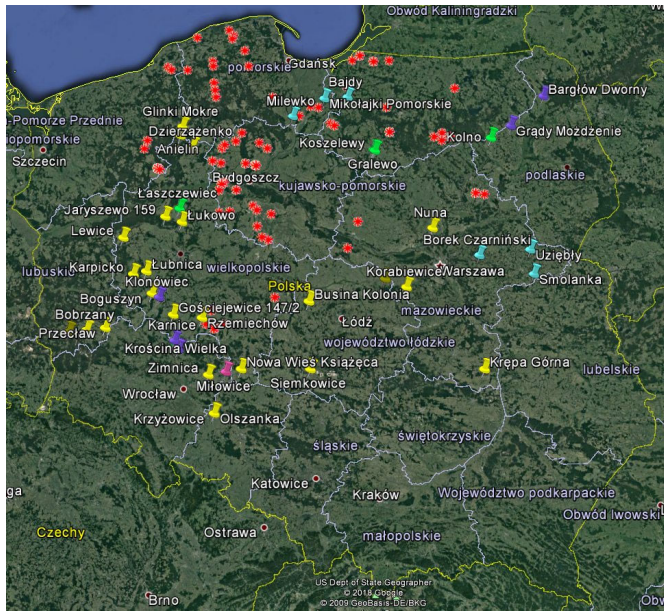 Obwód Kaliningradzki
Gdańsk
pomorskie
Bajdy
Bargłów Dworny
Milewko
Mikołajki Pomorskie
Glinki Mokre
-Pomorze Przednie
Dzierżążenko
Koszelewy
Kolno
Grądy Możdżenie
niopomorskie
Anielin
Szczecin
Gralewo
podlaskie
Bydgoszcz
Łaszczewiec
kujawsko-pomorskie
Jaryszewo 159
Łukowo
Nuna
Lewice
Borek Czarniński
Uziębły
Karpicko
Łubnica
lubuskie
wielkopolskie
Korabiewice
Warszawa
Smolanka
Klonówiec
Polska
Boguszyn
Busina Kolonia
Gościejewice 147/2
mazowieckie
Bobrzany
Karnice
Rzemiechów
Łódź
Przecław
Krościna Wielka
województwo łódzkie
Zimnica
Nowa Wieś Książęca
Krępa Górna
Miłowice
Siemkowice
lubelskie
Wrocław
Krzyżowice
Olszanka
śląskie
świętokrzyskie
Katowice
Kraków
Województwo podkarpackie
ga
Obwód lwowski
Czechy
Ostrawa
małopolskie
US Dept of State Geographer
© 2018 Google
Brno
© 2009 GeoBasis-DE/BKG